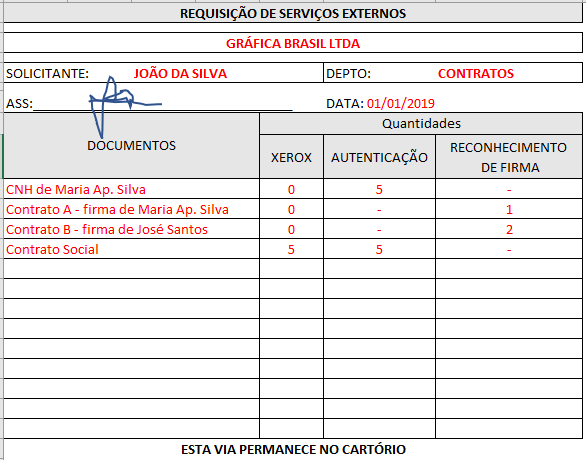 REQUISIÇÃO DE SERVIÇOS EXTERNOS
GRÁFICA BRASIL LTDA
SOLICITANTE: JOÃO DA SILVA DEPTO: CONTRATOS
ASS: DATA: 01/01/2019
DOCUMENTOS Quantidades
XEROX AUTENTICAÇÃO RECONHECIMENTO DE FIRMA
CNH de Maria Ap. Silva 0 5 -
Contrato A - firma de Maria Ap. Silva 0 - 1
Contrato B - firma de José Santos 0 - 2
Contrato Social 5 5 -
ESTA VIA PERMANECE NO CARTÓRIO